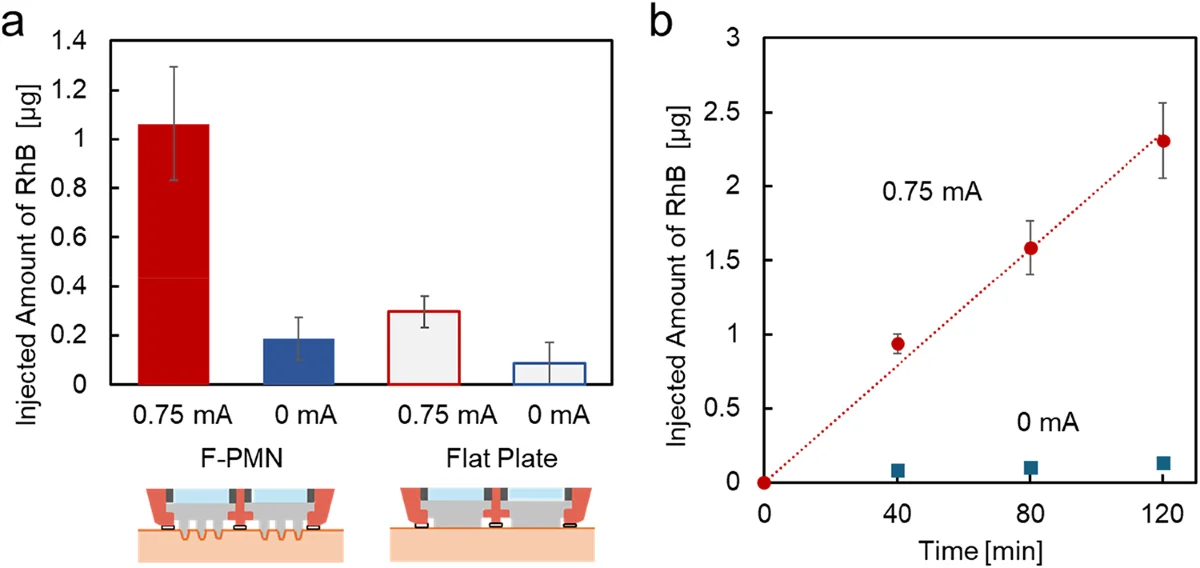 a
Injected Amount of RhB [µg]
1.4
1.2
1
0.8
0.6
0.4
0.2
0
0.75 mA
0 mA
0.75 mA
0 mA
F-PMN
Flat Plate
b
Injected Amount of RhB [µg]
3
2.5
2
1.5
1
0.5
0
0.75 mA
0 mA
0
40
80
120
Time [min]